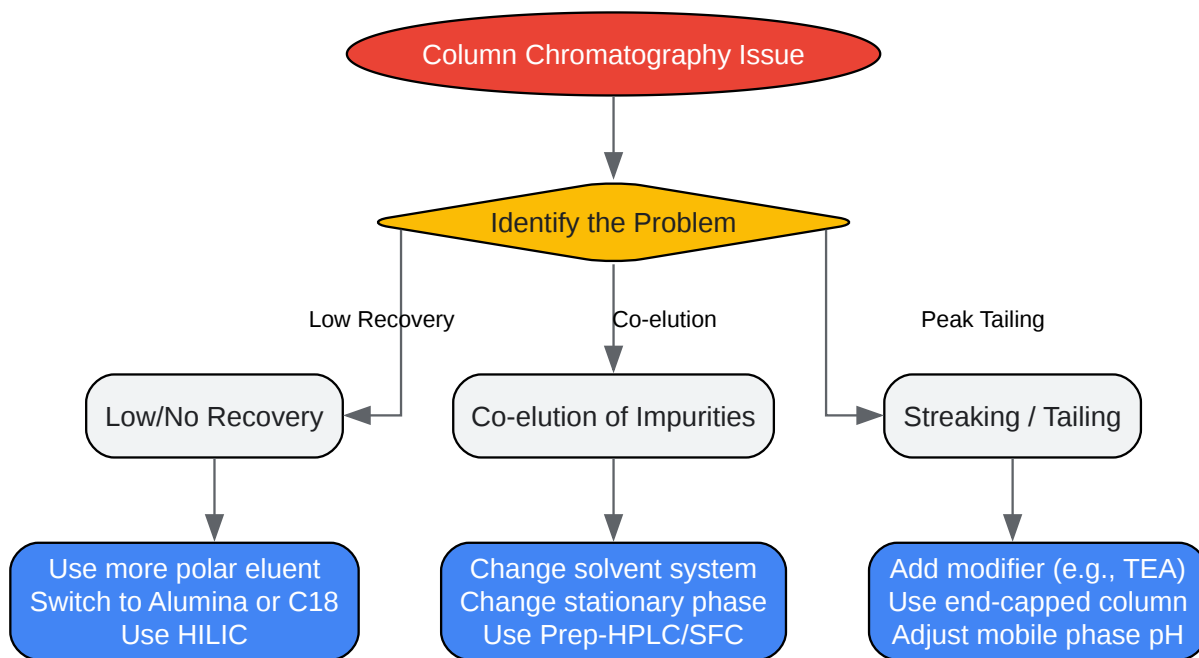 Column Chromatography Issue
Identify the Problem
Low Recovery
Co-elution
Peak Tailing
Low/No Recovery
Co-elution of Impurities
Streaking / Tailing
Use more polar eluent
Switch to Alumina or C18
Use HILIC
Change solvent system
Change stationary phase
Use Prep-HPLC/SFC
Add modifier (e.g., TEA)
Use end-capped column
Adjust mobile phase pH